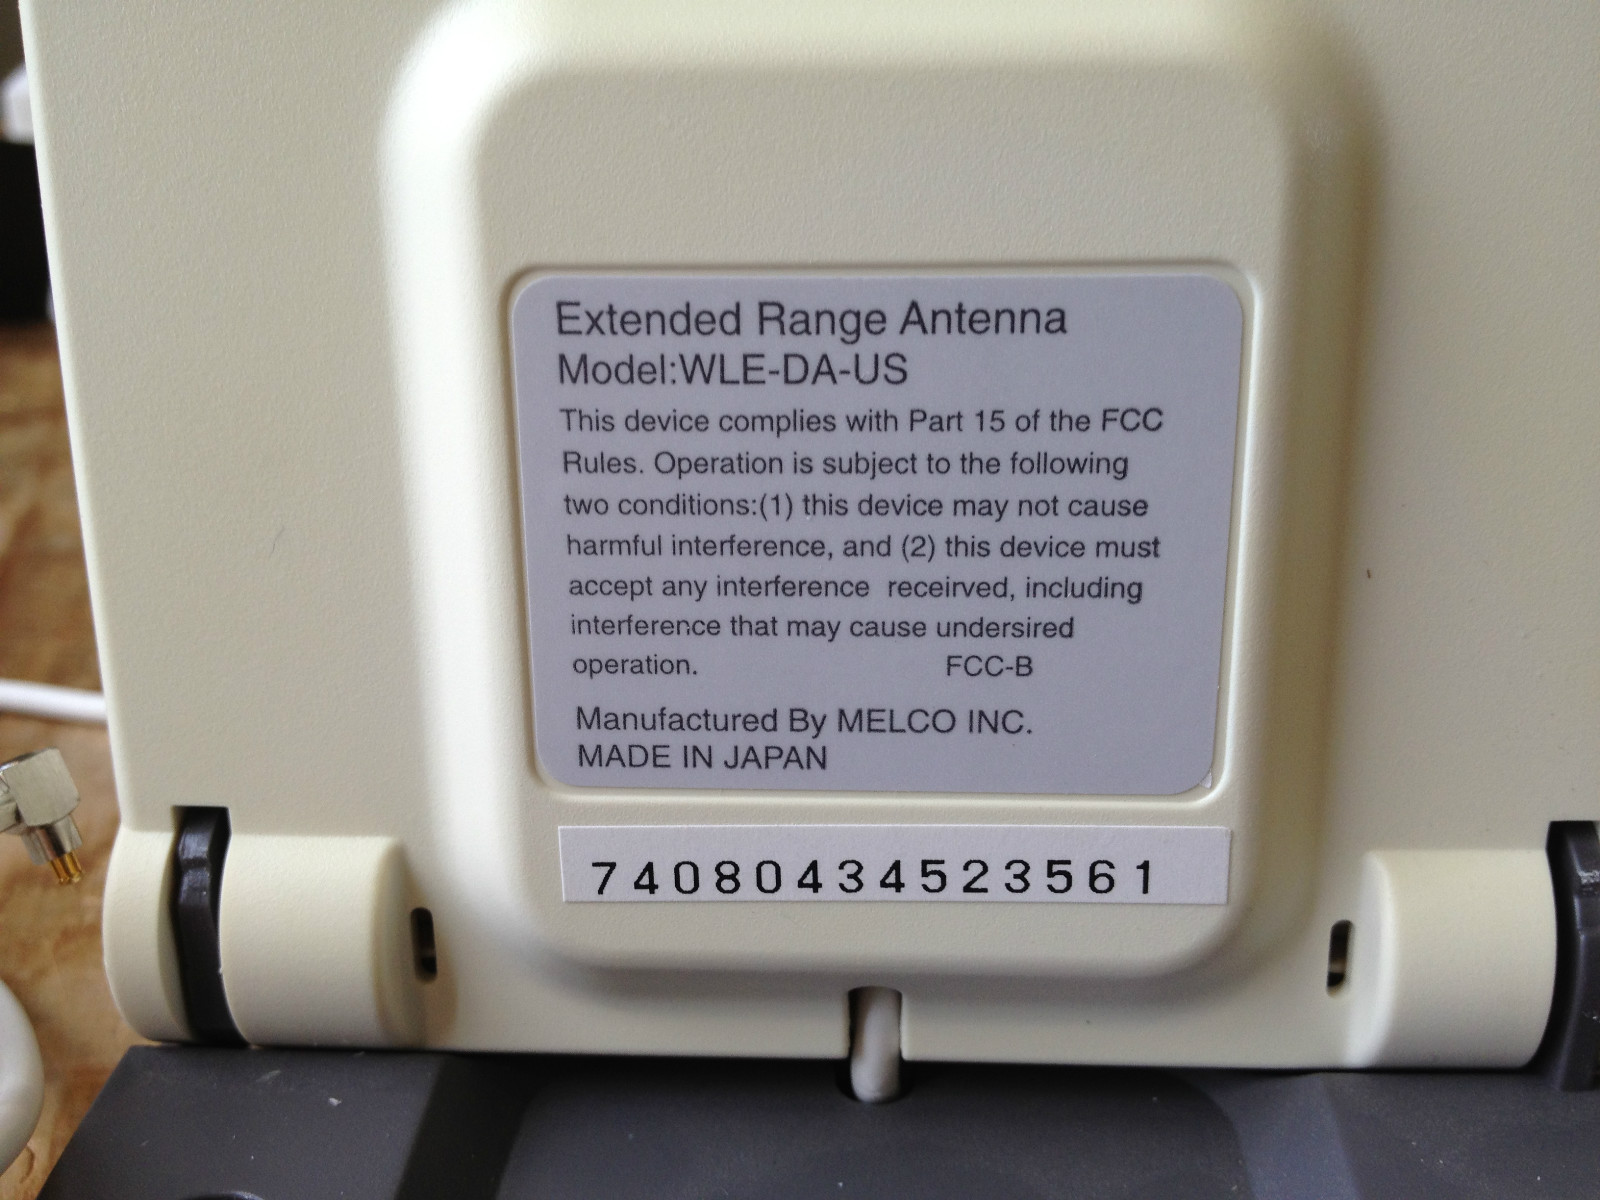 Extended Range Antenna
Model:WLE-DA-US
This device complies with Part 15 of the FCC
Rules. Operation is subject to the following
two conditions:(1) this device may not cause
harmful interference, and (2) this device must
accept any interference receirved, including
interference that may cause undersired
operation. FCC-B
Manufactured By MELCO INC.
MADE IN JAPAN
74080434523561